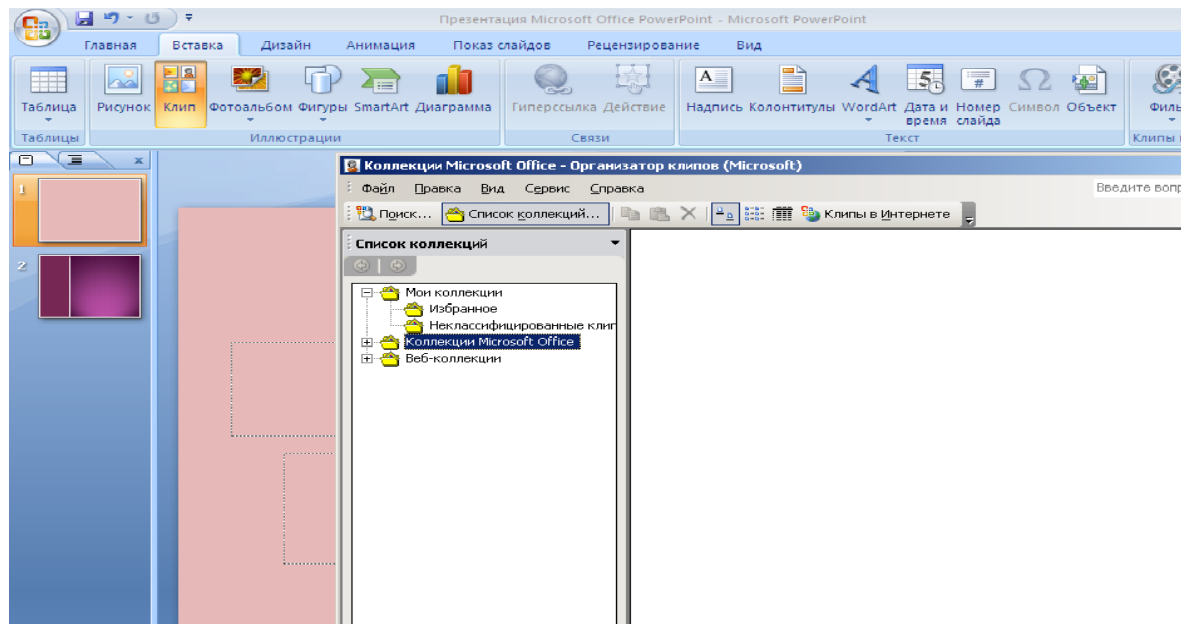 Презентация Microsoft Office PowerPoint - Microsoft PowerPoint
Главная Вставка Дизайн Анимация Показ слайдов Рецензирование Вид
Таблица Рисунок Клип Фотоальбом Фигуры SmartArt Диаграмма Гиперссылка Действие Надпись Колонтитулы WordArt Дата и время Номер слайда Символ Объект
Таблицы Иллюстрации Связи Текст Клипы
Коллекции Microsoft Office - Организатор клипов (Microsoft)
Файл Правка Вид Сервис Справка
Поиск... Список коллекций... Клипы в Интернете
Список коллекций
1
2
Мои коллекции
Избранное
Неклассифицированные
Коллекции Microsoft Office
Веб-коллекции